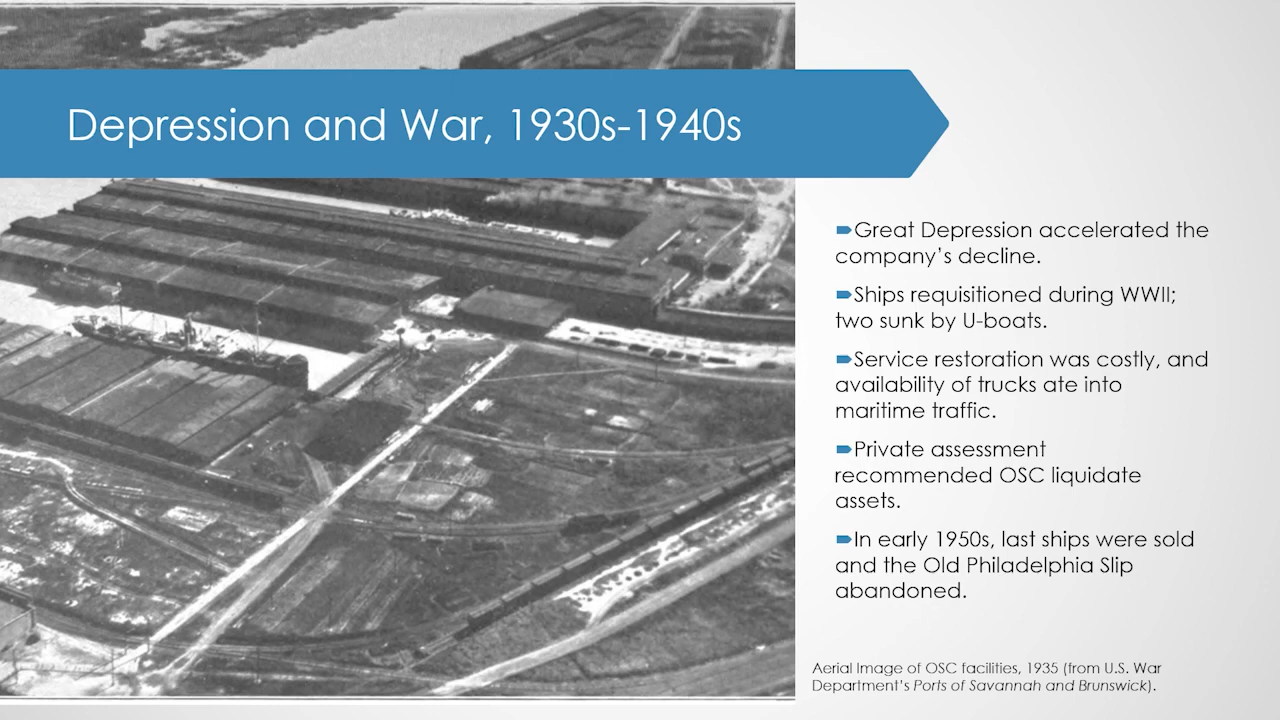 Depression and War, 1930s-1940s
Great Depression accelerated the
company's decline.
Ships requisitioned during WWII;
two sunk by U-boats.
Service restoration was costly, and
availability of trucks ate into
maritime traffic.
Private assessment
recommended OSC liquidate
assets.
In early 1950s, last ships were sold
and the Old Philadelphia Slip
abandoned.
Aerial Image of OSC facilities, 1935 (from U.S. War
Department's Ports of Savannah and Brunswick).